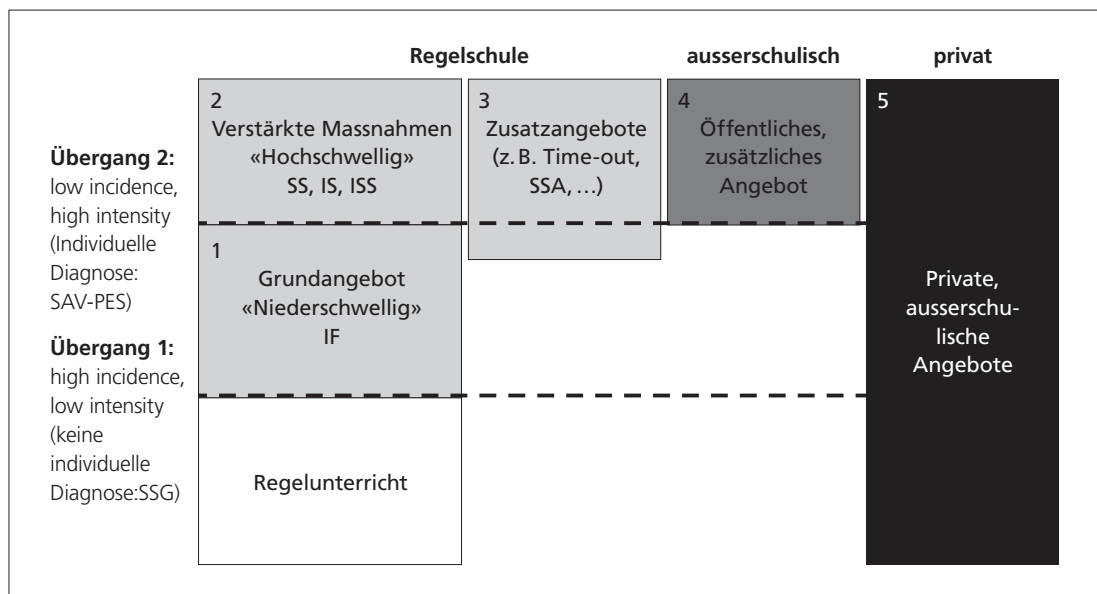 Regelschule
ausserschulisch
privat
Übergang 2:
low incidence,
high intensity
(Individuelle
Diagnose:
SAV-PES)
Übergang 1:
high incidence,
low intensity
(keine
individuelle
Diagnose:SSG)
2
Verstärkte Massnahmen
«Hochschwellig»
SS, IS, ISS
1
Grundangebot
«Niederschwellig»
IF
Regelunterricht
3
Zusatzangebote
(z. B. Time-out,
SSA, …)
4
Öffentliches,
zusätzliches
Angebot
5
Private,
ausserschu-
lische
Angebote